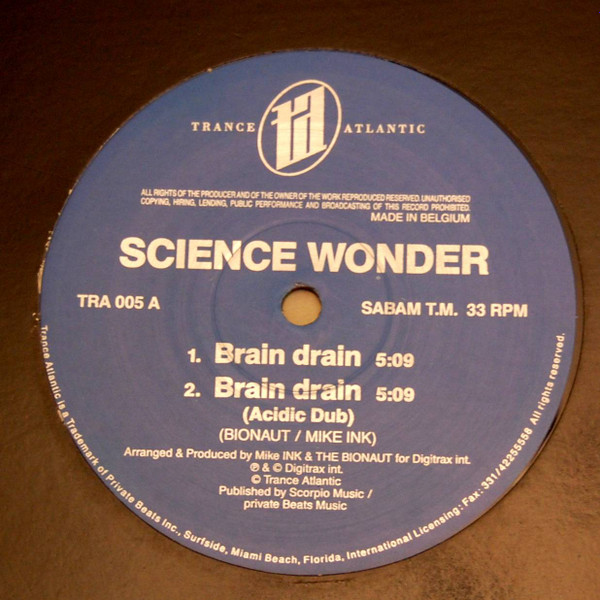 TRANCE ta ATLANTIC
ALL RIGHTS OF THE PRODUCER AND OF THE OWNER OF THE WORK REPRODUCED RESERVED. UNAUTHORISED
COPYING, HIRING, LENDING, PUBLIC PERFORMANCE AND BROADCASTING OF THIS RECORD PROHIBITED.
MADE IN BELGIUM
SCIENCE WONDER
TRA 005 A
SABAM T.M. 33 RPM
1. Brain drain 5:09
2. Brain drain 5:09
(Acidic Dub)
(BIONAUT / MIKE INK)
Arranged & Produced by Mike INK & THE BIONAUT for Digitrax int.
℗ & © Digitrax int.
© Trance Atlantic
Published by Scorpio Music /
private Beats Music
Trance Atlantic is a Trademark of Private Beats Inc., Surfside, Miami Beach, Florida, International Licensing: Fax: 331/42255558 All rights reserved.